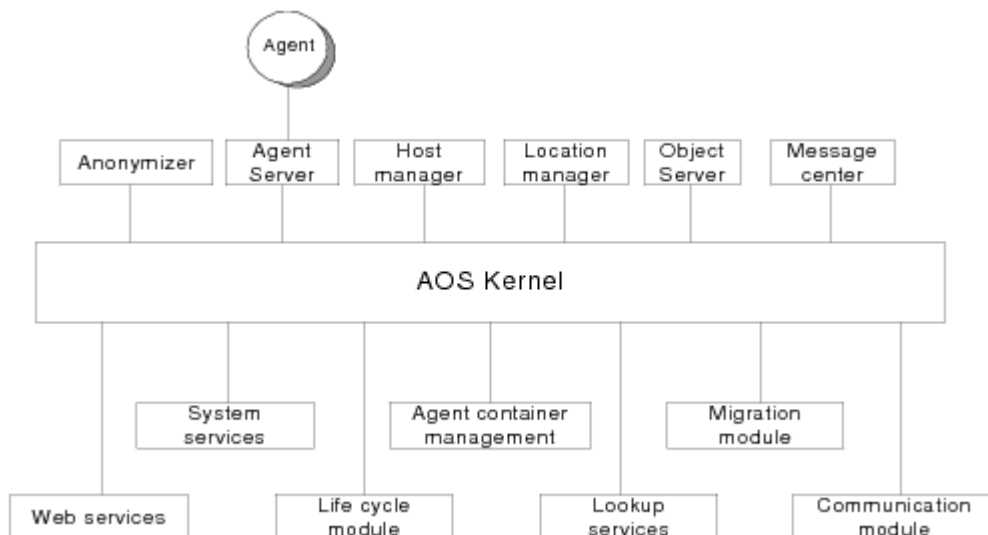 Agent
Anonymizer
Agent
Server
Host
manager
Location
manager
Object
Server
Message
center
AOS Kernel
System
services
Agent container
management
Migration
module
Web services
Life cycle
module
Lookup
services
Communication
module